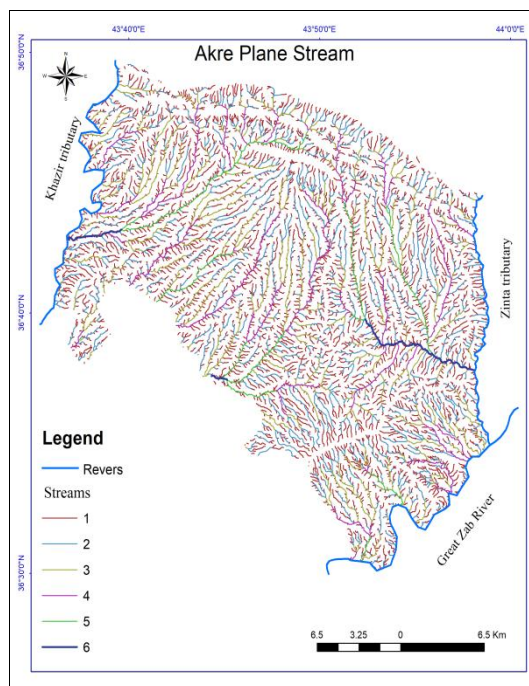 43°40'0"E
43°50'0"E
44°0'0"E
Akre Plane Stream
36°50'0"N
36°40'0"N
36°30'0"N
N
W
E
S
Khazir tributary
Zinta tributary
Great Zab River
Legend
Revers
Streams
1
2
3
4
5
6
6.5 3.25 0 6.5 Km